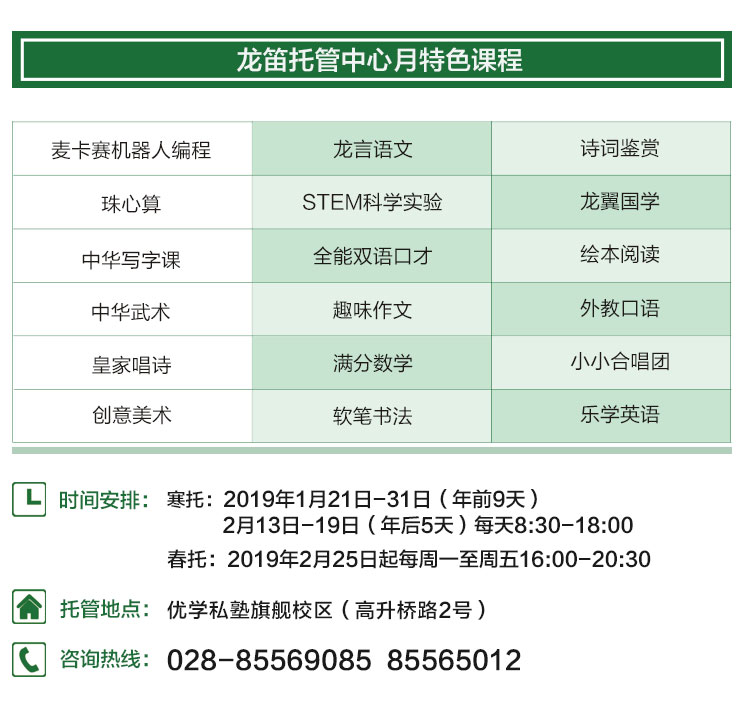 龙笛托管中心月特色课程
麦卡赛机器人编程 龙言语文 诗词鉴赏
珠心算 STEM科学实验 龙翼国学
中华写字课 全能双语口才 绘本阅读
中华武术 趣味作文 外教口语
皇家唱诗 满分数学 小小合唱团
创意美术 软笔书法 乐学英语
时间安排: 寒托: 2019年1月21日-31日(年前9天)
2月13日-19日(年后5天)每天8:30-18:00
春托: 2019年2月25日起每周一至周五16:00-20:30
托管地点: 优学私塾旗舰校区(高升桥路2号)
咨询热线: 028-85569085 85565012